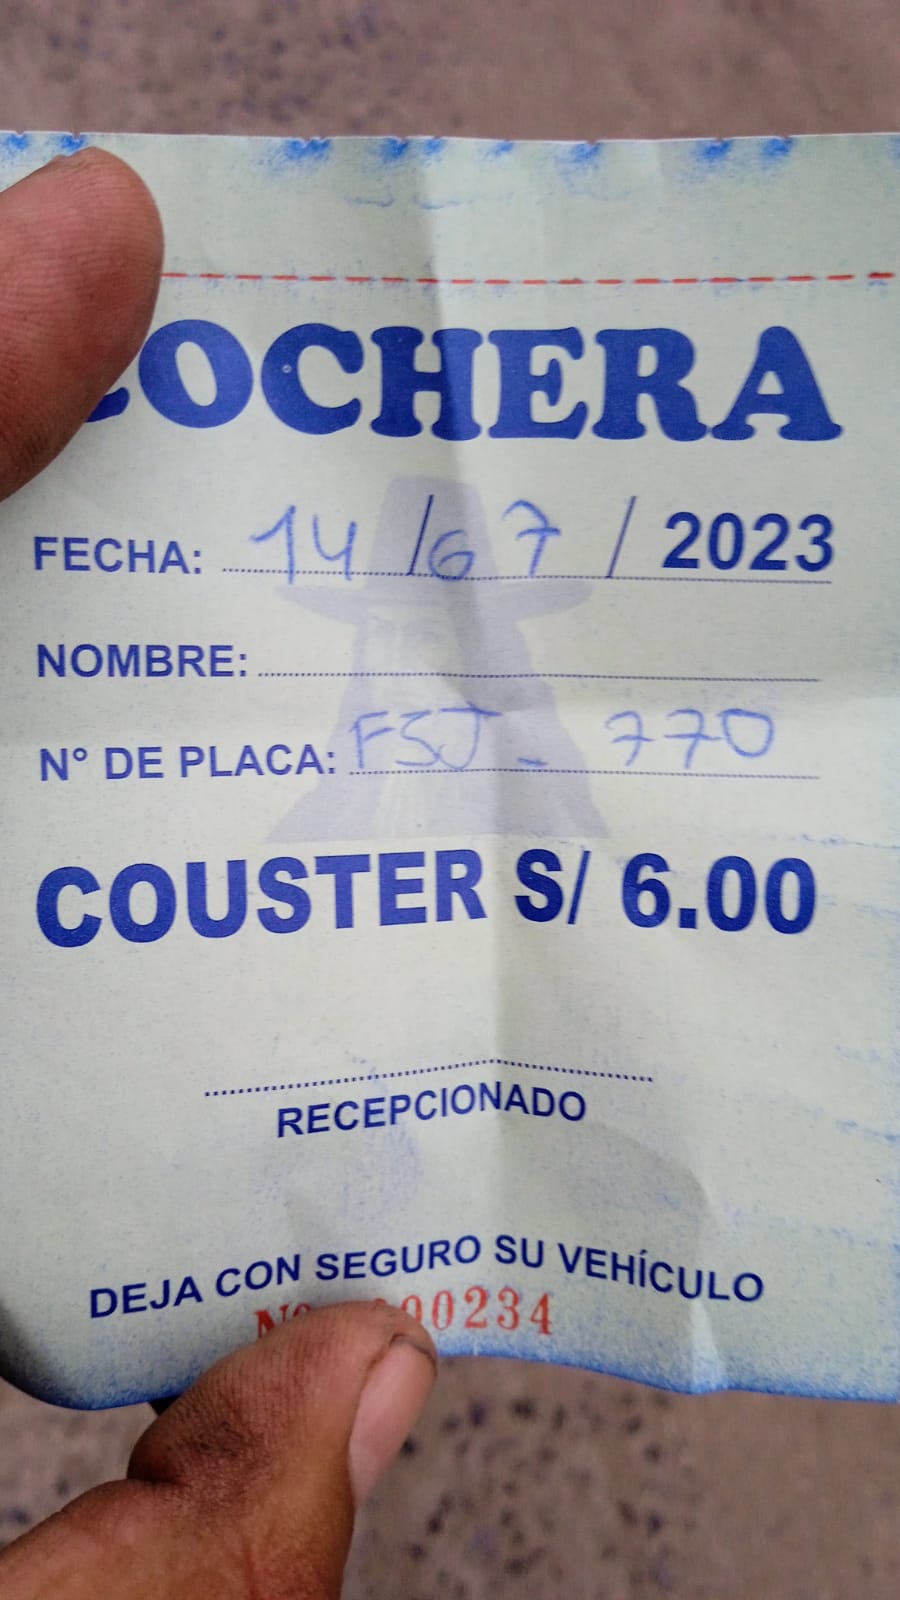 COCHERA
FECHA: 14/07/2023
NOMBRE:
N° DE PLACA: F5J-770
COUSTER S/ 6.00
RECEPCIONADO
DEJA CON SEGURO SU VEHÍCULO
N° 000234